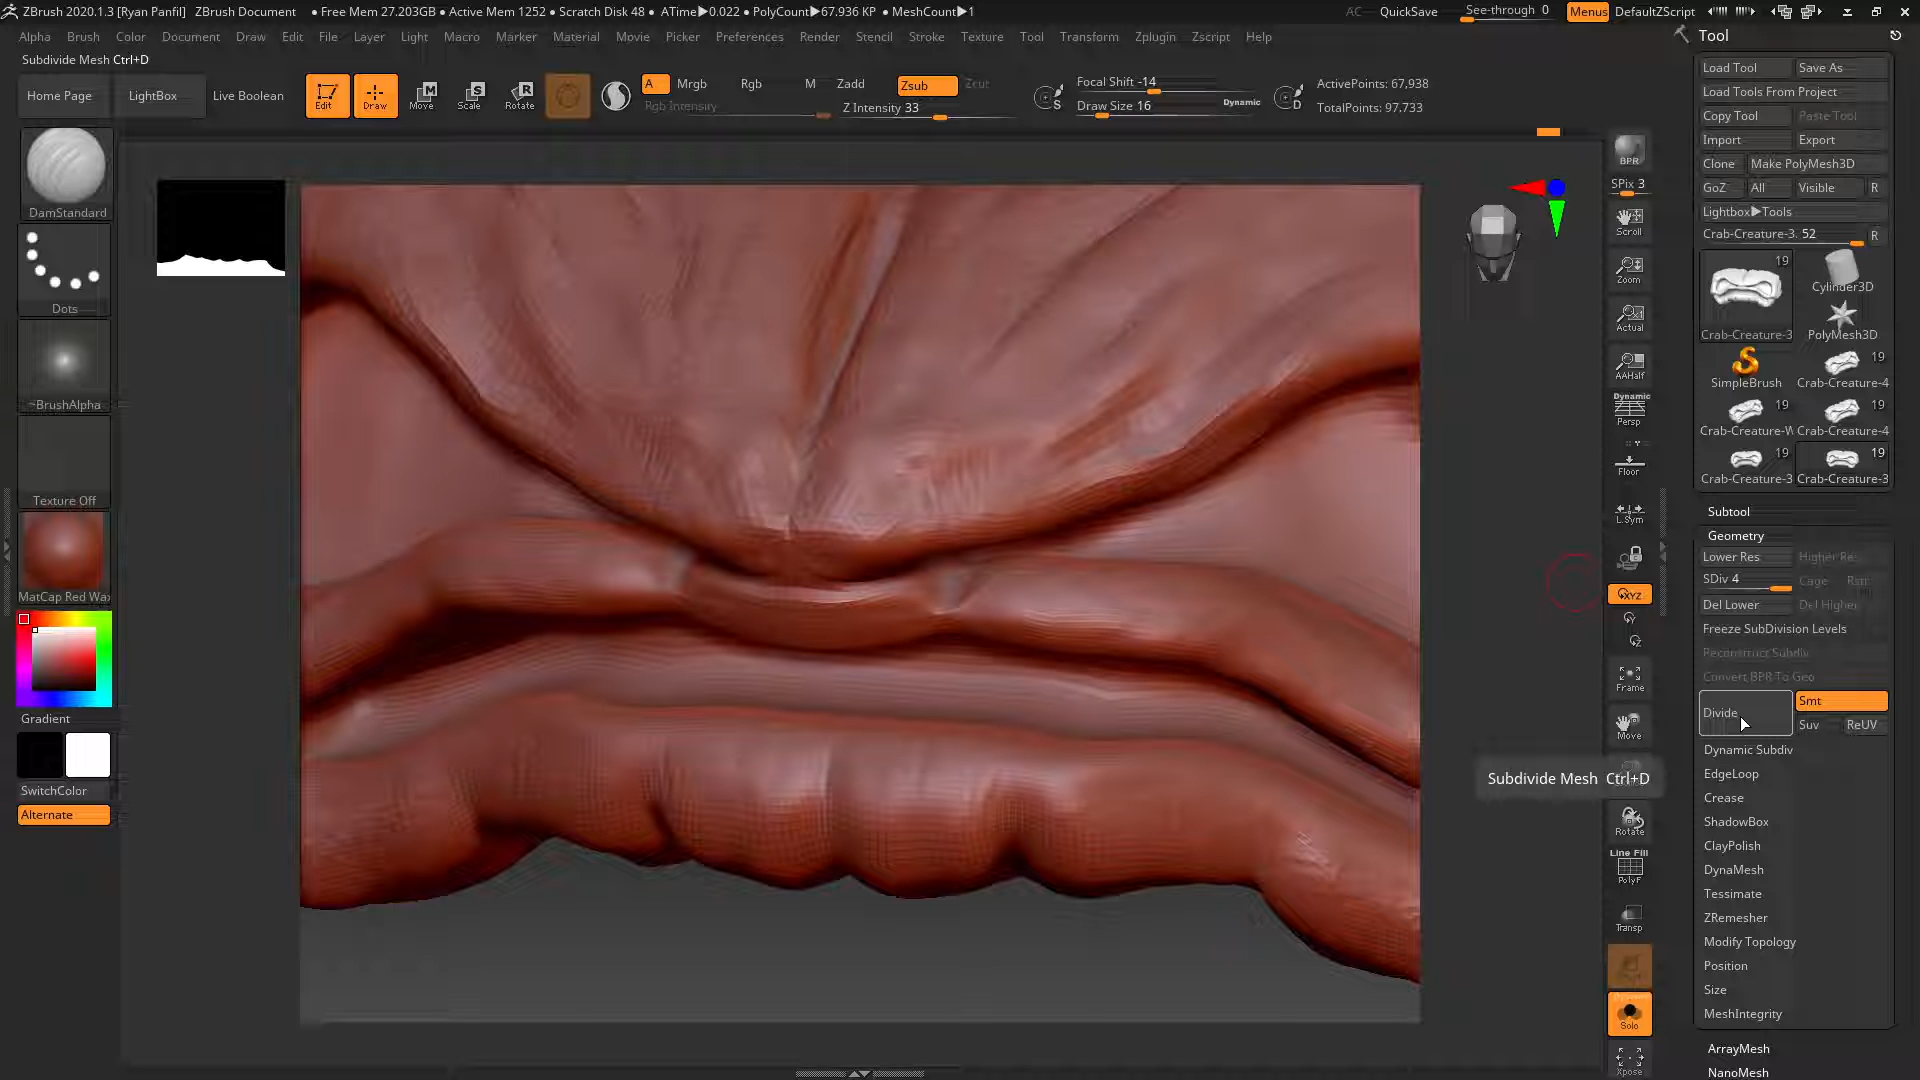 ZBrush 2020.1.3 [Ryan Panfil] ZBrush Document • Free Mem 27.203GB • Active Mem 1252 • Scratch Disk 48 • ATime▶0.022 • PolyCount▶67.936 KP • MeshCount▶1 AC QuickSave See-through 0 Menus DefaultZScript
Alpha Brush Color Document Draw Edit File Layer Light Macro Marker Material Movie Picker Preferences Render Stencil Stroke Texture Tool Transform Zplugin Zscript Help
Subdivide Mesh Ctrl+D
Home Page LightBox Live Boolean
Edit Draw Move Scale Rotate
A Mrgb Rgb M Zadd Zsub Zcut
Rgb Intensity Z Intensity 33
S Focal Shift -14
Draw Size 16 Dynamic
D
ActivePoints: 67,938
TotalPoints: 97,733
DamStandard
Dots
~BrushAlpha
Texture Off
MatCap Red Wax
Gradient
SwitchColor
Alternate
BPR
SPix 3
Scroll
Zoom
Actual
AAHalf
Dynamic
Persp
Floor
L.Sym
XYZ
Y
Z
Frame
Move
Subdivide Mesh Ctrl+D
Rotate
Line Fill
PolyF
Transp
Solo
Xpose
Tool
Load Tool Save As
Load Tools From Project
Copy Tool Paste Tool
Import Export
Clone Make PolyMesh3D
GoZ All Visible R
Lightbox▶Tools
Crab-Creature-3. 52 R
19
Crab-Creature-3
Cylinder3D
PolyMesh3D
SimpleBrush
19
Crab-Creature-4
19
Crab-Creature-W
19
Crab-Creature-4
19
Crab-Creature-3
19
Crab-Creature-3
Subtool
Geometry
Lower Res Higher Res
SDiv 4 Cage Rstr
Del Lower Del Higher
Freeze SubDivision Levels
Reconstruct Subdiv
Convert BPR To Geo
Divide Smt
Suv ReUV
Dynamic Subdiv
EdgeLoop
Crease
ShadowBox
ClayPolish
DynaMesh
Tessimate
ZRemesher
Modify Topology
Position
Size
MeshIntegrity
ArrayMesh
NanoMesh